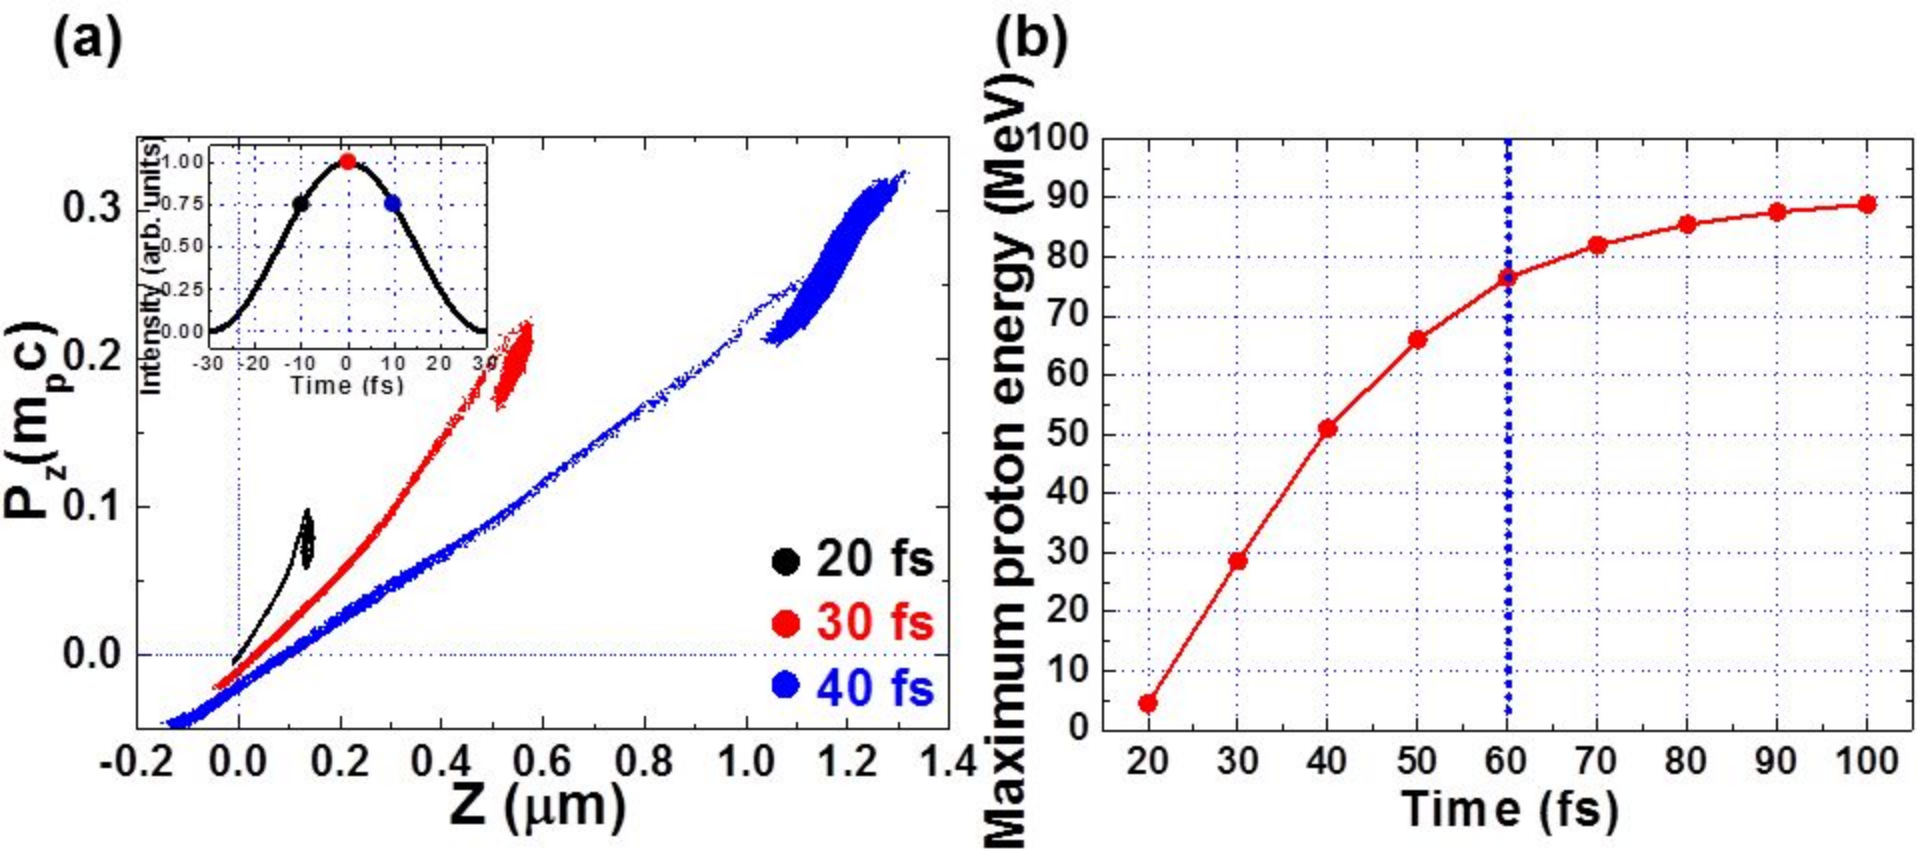 (a)
P_z(m_p c)
0.3
0.2
0.1
0.0
-0.2 0.0 0.2 0.4 0.6 0.8 1.0 1.2 1.4
Z (μm)
Intensity (arb. units)
1.00
0.75
0.50
0.25
0.00
-30 -20 -10 0 10 20 30
Time (fs)
20 fs
30 fs
40 fs
(b)
Maximum proton energy (MeV)
100
90
80
70
60
50
40
30
20
10
0
20 30 40 50 60 70 80 90 100
Time (fs)